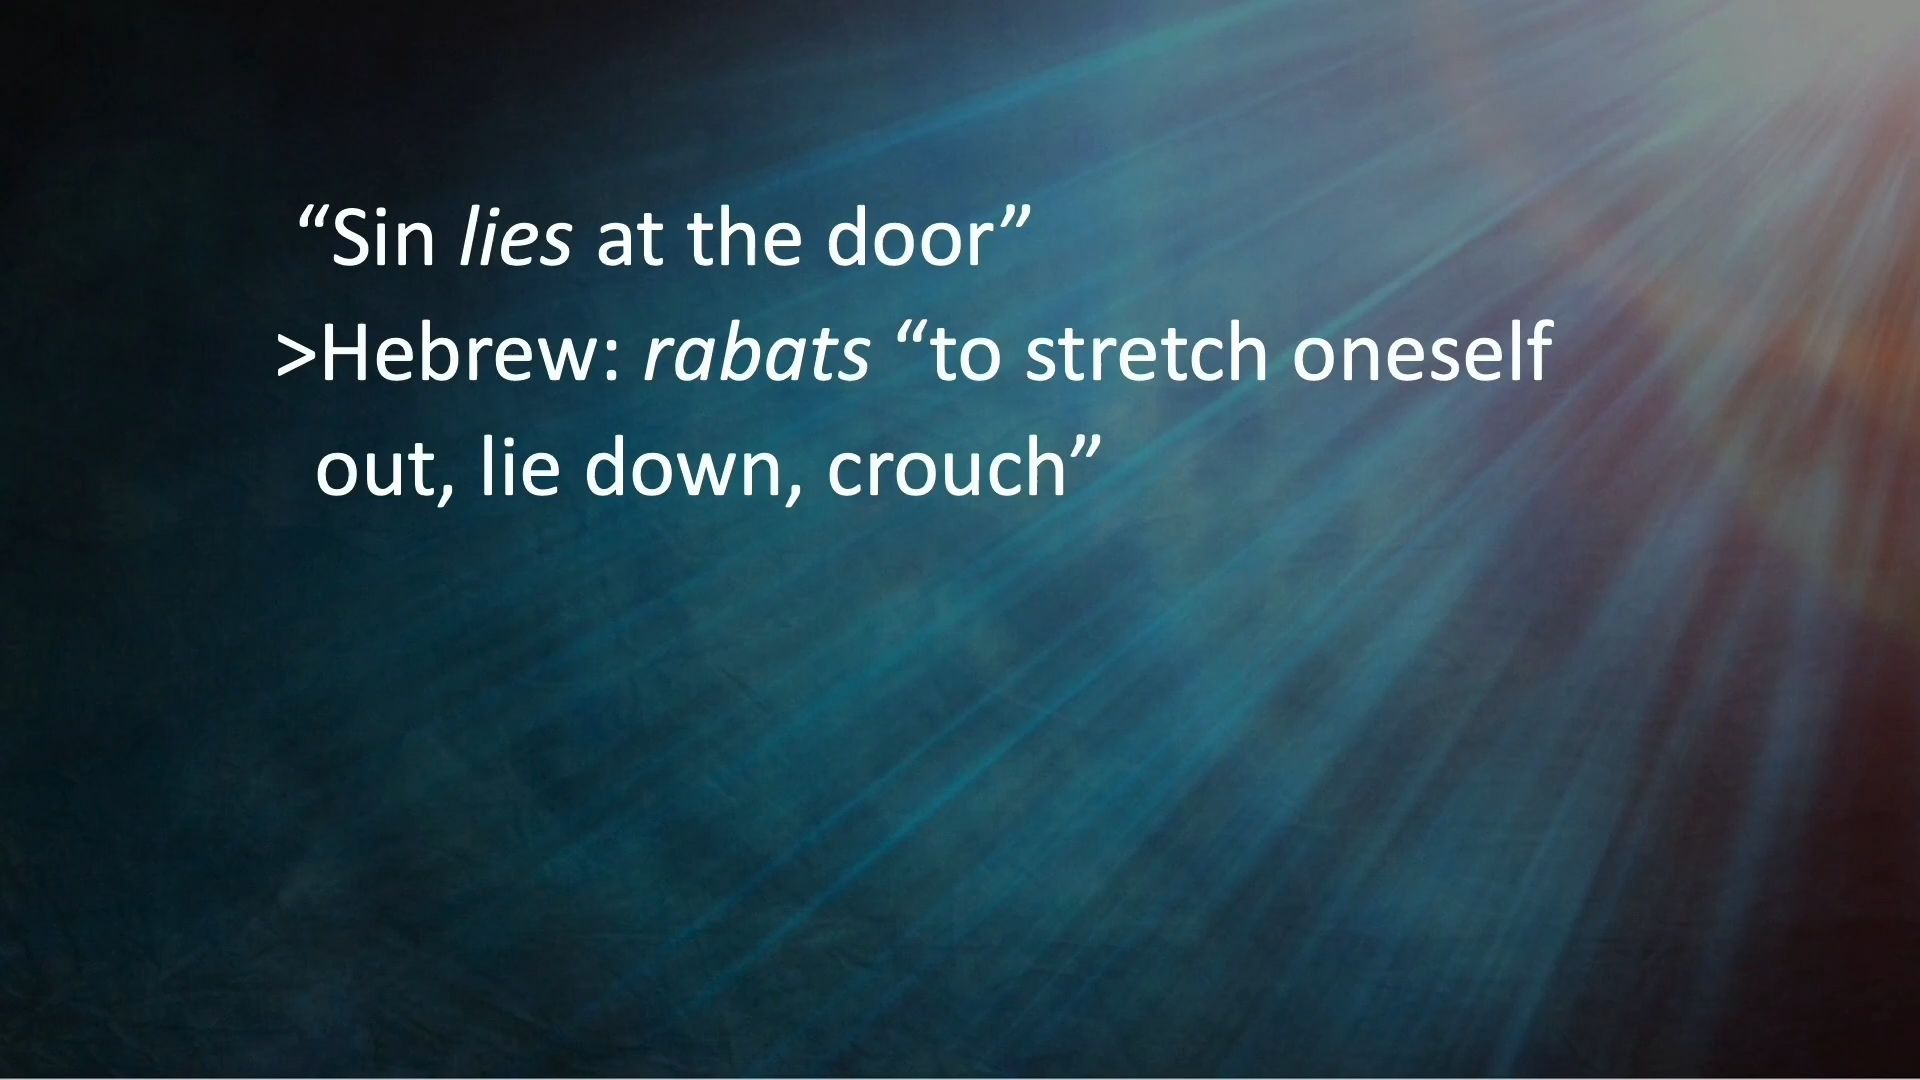 “Sin lies at the door”
>Hebrew: rabats “to stretch oneself
out, lie down, crouch”